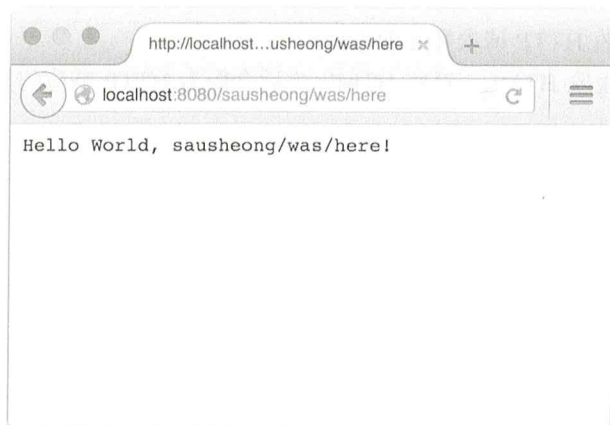 http://localhost...usheong/was/here
localhost:8080/sausheong/was/here
Hello World, sausheong/was/here!